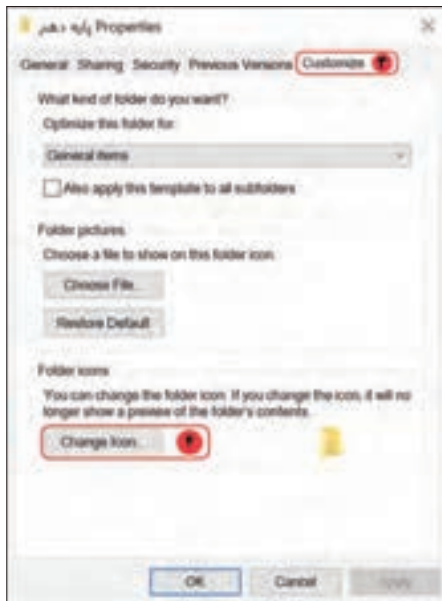 پایه دهم Properties
General Sharing Security Previous Versions Customize ۲
What kind of folder do you want?
Optimize this folder for:
General items
Also apply this template to all subfolders
Folder pictures
Choose a file to show on this folder icon.
Choose File...
Restore Default
Folder icons
You can change the folder icon. If you change the icon, it will no
longer show a preview of the folder's contents.
Change Icon...
OK Cancel Apply